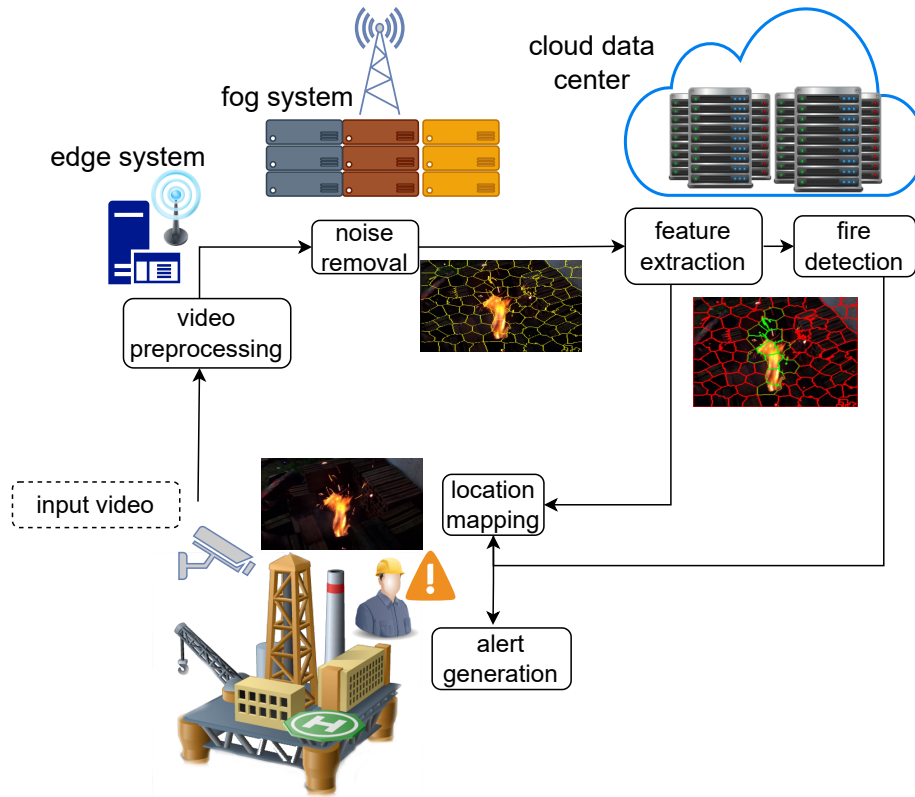 cloud data
center
fog system
edge system
noise
removal
feature
extraction
fire
detection
video
preprocessing
input video
location
mapping
alert
generation
H